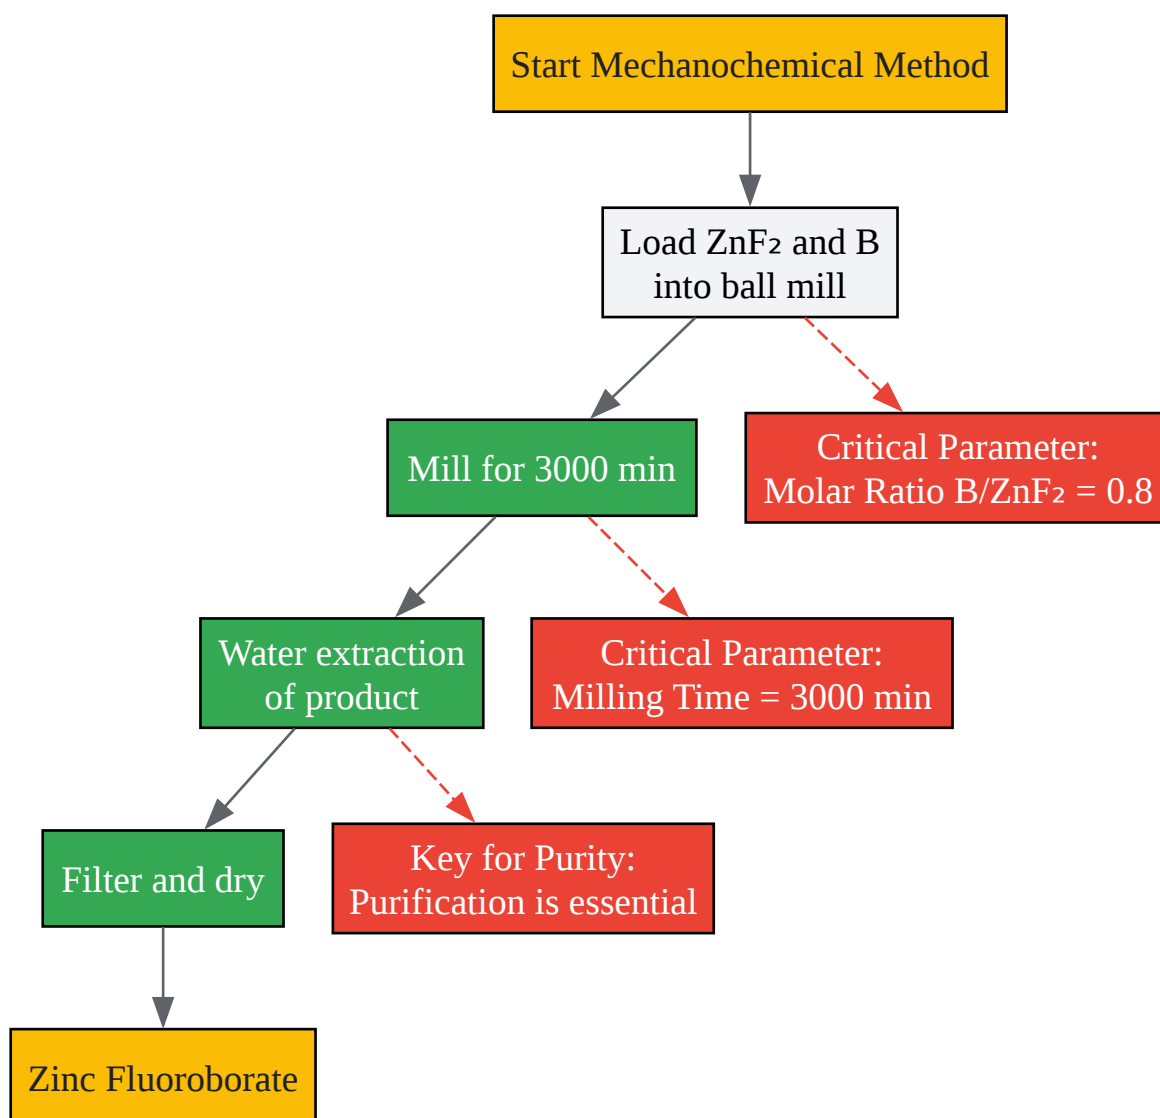 Start Mechanochemical Method
Load ZnF₂ and B
into ball mill
Mill for 3000 min
Critical Parameter:
Molar Ratio B/ZnF₂ = 0.8
Water extraction
of product
Critical Parameter:
Milling Time = 3000 min
Filter and dry
Key for Purity:
Purification is essential
Zinc Fluoroborate